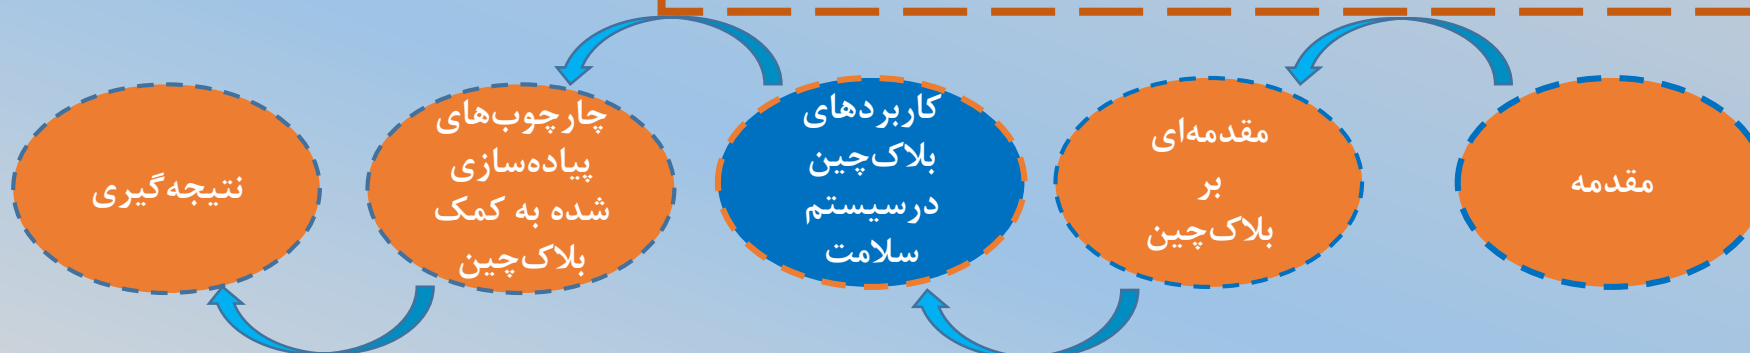 مقدمه
مقدمه‌ای
بر
بلاک‌چین
کاربردهای
بلاک‌چین
درسیستم
سلامت
چارچوب‌های
پیاده‌سازی
شده به کمک
بلاک‌چین
نتیجه‌گیری